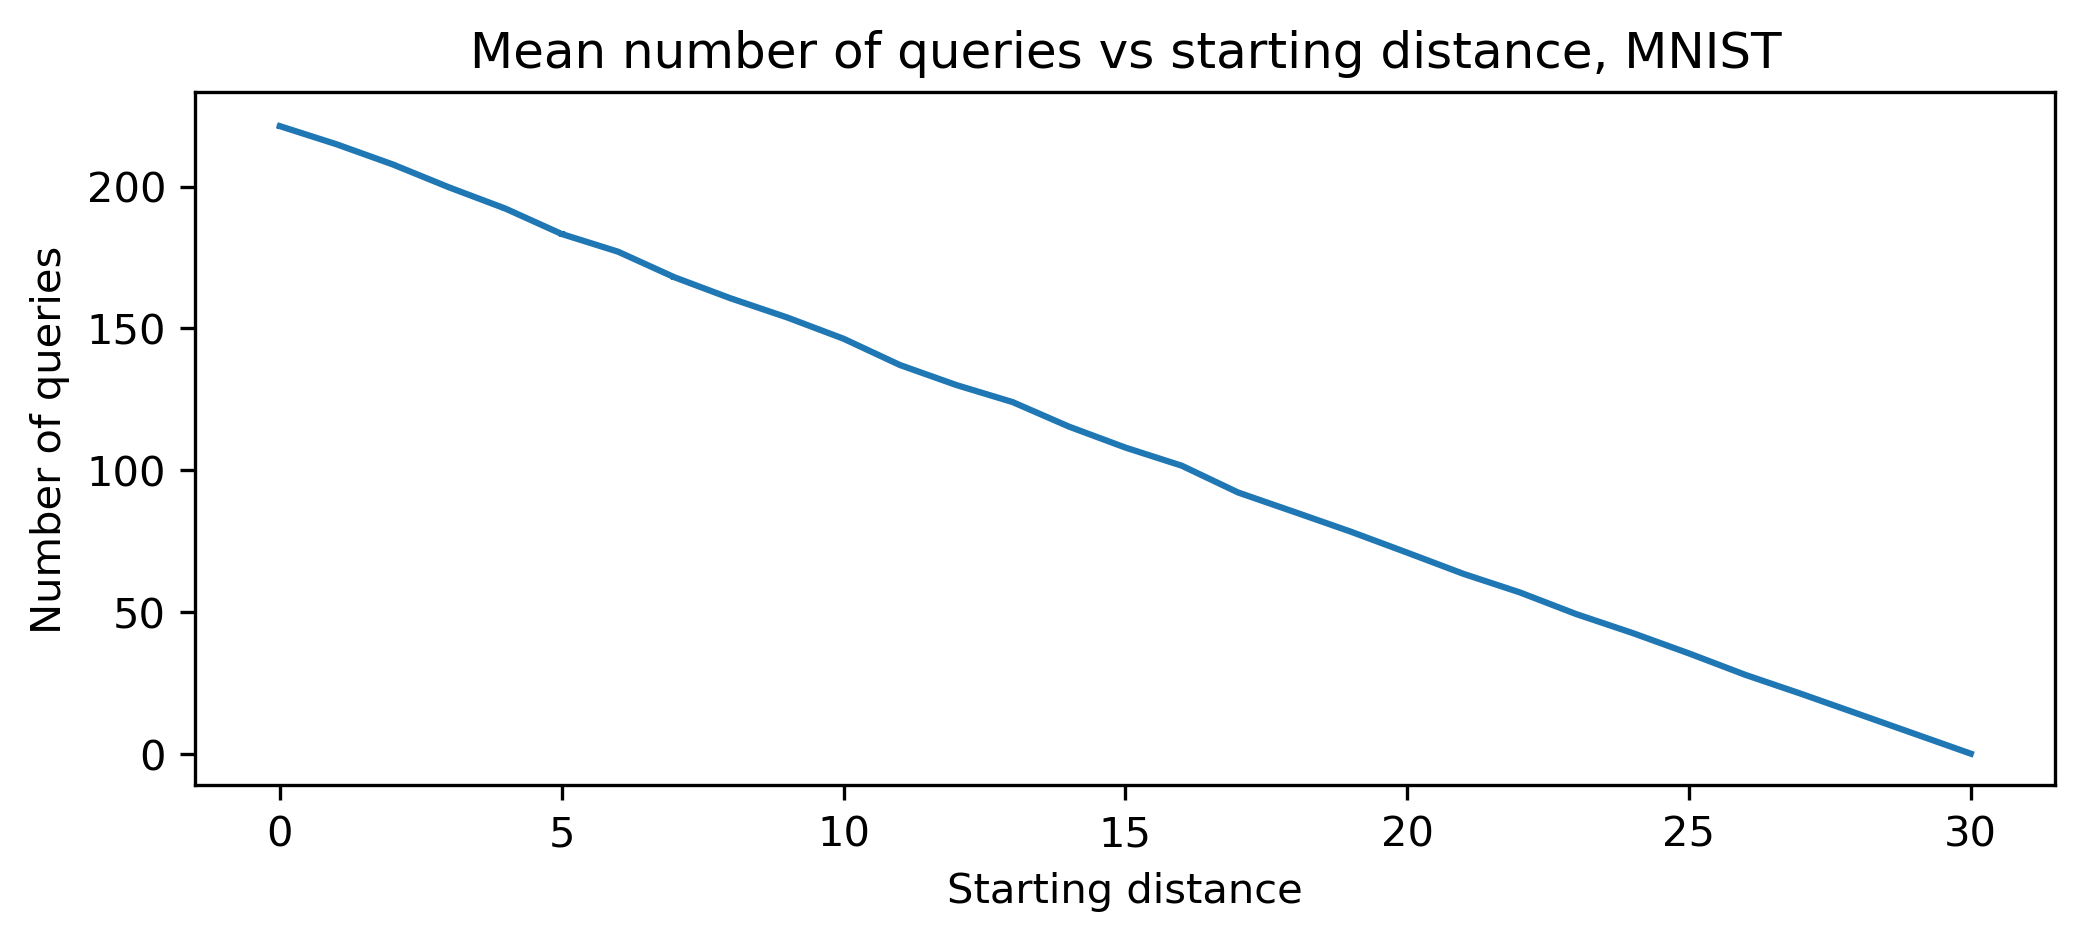 Mean number of queries vs starting distance, MNIST
Number of queries
200
150
100
50
0
0 5 10 15 20 25 30
Starting distance